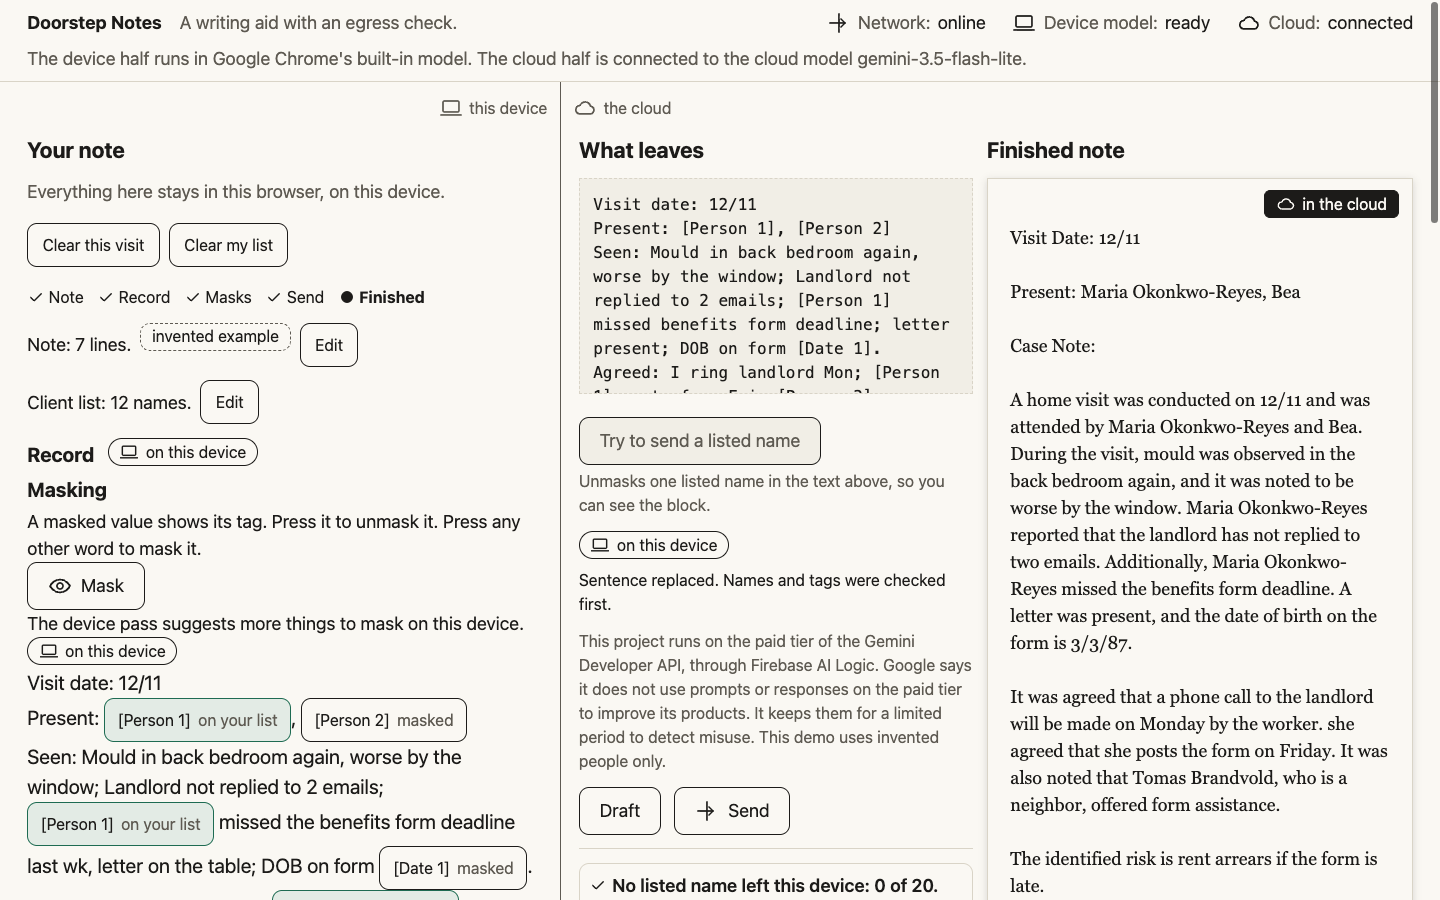 Doorstep Notes A writing aid with an egress check.
Network: online Device model: ready Cloud: connected
The device half runs in Google Chrome's built-in model. The cloud half is connected to the cloud model gemini-3.5-flash-lite.
this device
Your note
Everything here stays in this browser, on this device.
Clear this visit Clear my list
Note Record Masks Send Finished
Note: 7 lines. invented example Edit
Client list: 12 names. Edit
Record on this device
Masking
A masked value shows its tag. Press it to unmask it. Press any
other word to mask it.
Mask
The device pass suggests more things to mask on this device.
on this device
Visit date: 12/11
Present: [Person 1] on your list, [Person 2] masked
Seen: Mould in back bedroom again, worse by the
window; Landlord not replied to 2 emails;
[Person 1] on your list missed the benefits form deadline
last wk, letter on the table; DOB on form [Date 1] masked.
the cloud
What leaves
Visit date: 12/11
Present: [Person 1], [Person 2]
Seen: Mould in back bedroom again,
worse by the window; Landlord not
replied to 2 emails; [Person 1]
missed benefits form deadline; letter
present; DOB on form [Date 1].
Agreed: I ring landlord Mon; [Person
Try to send a listed name
Unmasks one listed name in the text above, so you
can see the block.
on this device
Sentence replaced. Names and tags were checked
first.
This project runs on the paid tier of the Gemini
Developer API, through Firebase AI Logic. Google says
it does not use prompts or responses on the paid tier
to improve its products. It keeps them for a limited
period to detect misuse. This demo uses invented
people only.
Draft Send
No listed name left this device: 0 of 20.
Finished note
in the cloud
Visit Date: 12/11
Present: Maria Okonkwo-Reyes, Bea
Case Note:
A home visit was conducted on 12/11 and was
attended by Maria Okonkwo-Reyes and Bea.
During the visit, mould was observed in the
back bedroom again, and it was noted to be
worse by the window. Maria Okonkwo-Reyes
reported that the landlord has not replied to
two emails. Additionally, Maria Okonkwo-
Reyes missed the benefits form deadline. A
letter was present, and the date of birth on the
form is 3/3/87.
It was agreed that a phone call to the landlord
will be made on Monday by the worker. she
agreed that she posts the form on Friday. It was
also noted that Tomas Brandvold, who is a
neighbor, offered form assistance.
The identified risk is rent arrears if the form is
late.